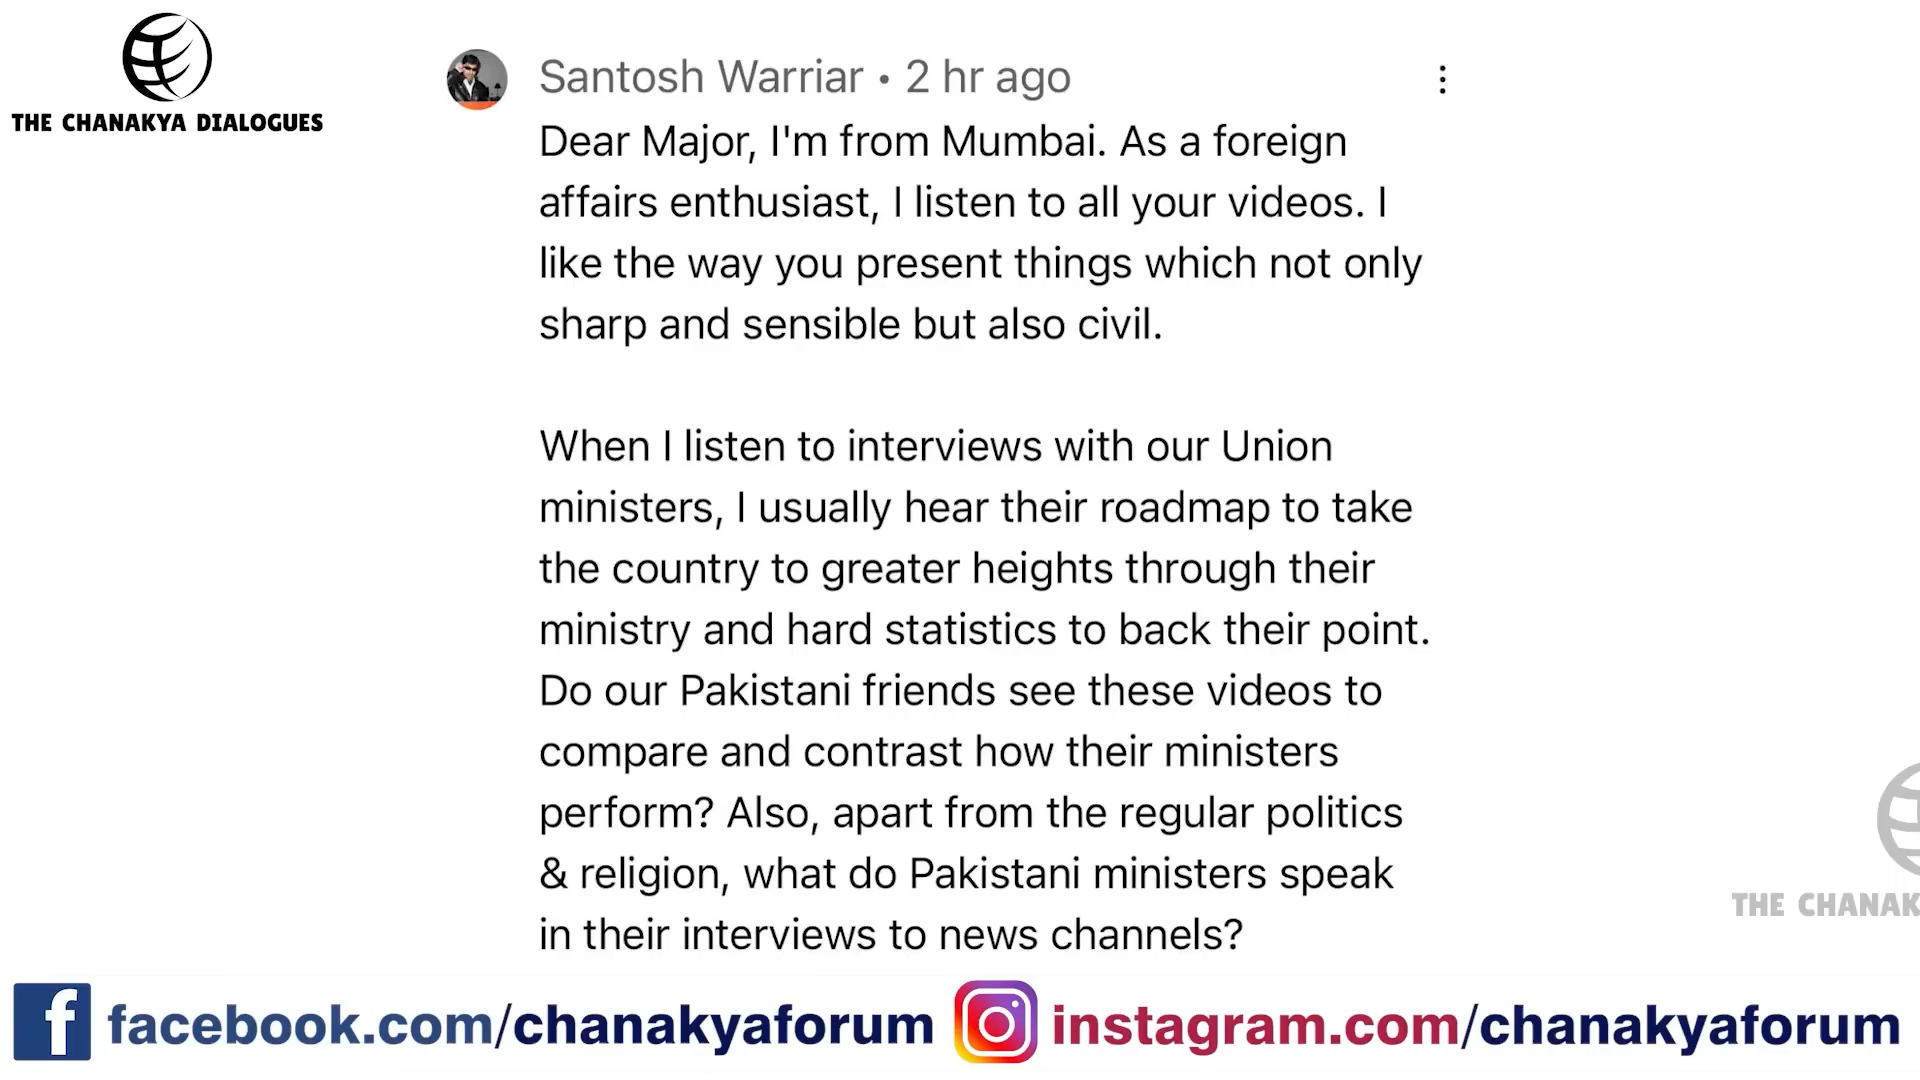 THE CHANAKYA DIALOGUES
Santosh Warriar • 2 hr ago
Dear Major, I'm from Mumbai. As a foreign
affairs enthusiast, I listen to all your videos. I
like the way you present things which not only
sharp and sensible but also civil.
When I listen to interviews with our Union
ministers, I usually hear their roadmap to take
the country to greater heights through their
ministry and hard statistics to back their point.
Do our Pakistani friends see these videos to
compare and contrast how their ministers
perform? Also, apart from the regular politics
& religion, what do Pakistani ministers speak
in their interviews to news channels?
THE CHANAK
facebook.com/chanakyaforum
instagram.com/chanakyaforum